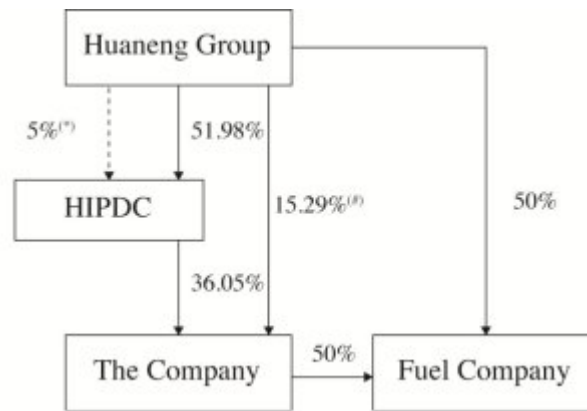 Huaneng Group
5%(*)
51.98%
HIPDC
15.29%(#)
50%
36.05%
50%
The Company
Fuel Company